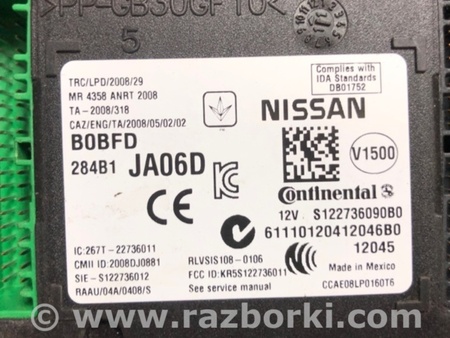 >PP-GB30GF10<
5
TRC/LPD/2008/29
MR 4358 ANRT 2008
TA-2008/318
CAZ/ENG/TA/2008/05/02/02
B0BFD
284B1 JA06D
Complies with
IDA Standards
DB01752
NISSAN
V1500
Continental
12V S122736090B0
61110120412046B0
12045
IC:267T-22736011
CMII ID:2008DJ0881
SIE-S122736012
RAAU/04A/0408/S
RLVSIS108-0106
FCC ID:KR5S122736011
See service manual
Made in Mexico
CCAE08LP0160T6
CE
N
www.razborki.com